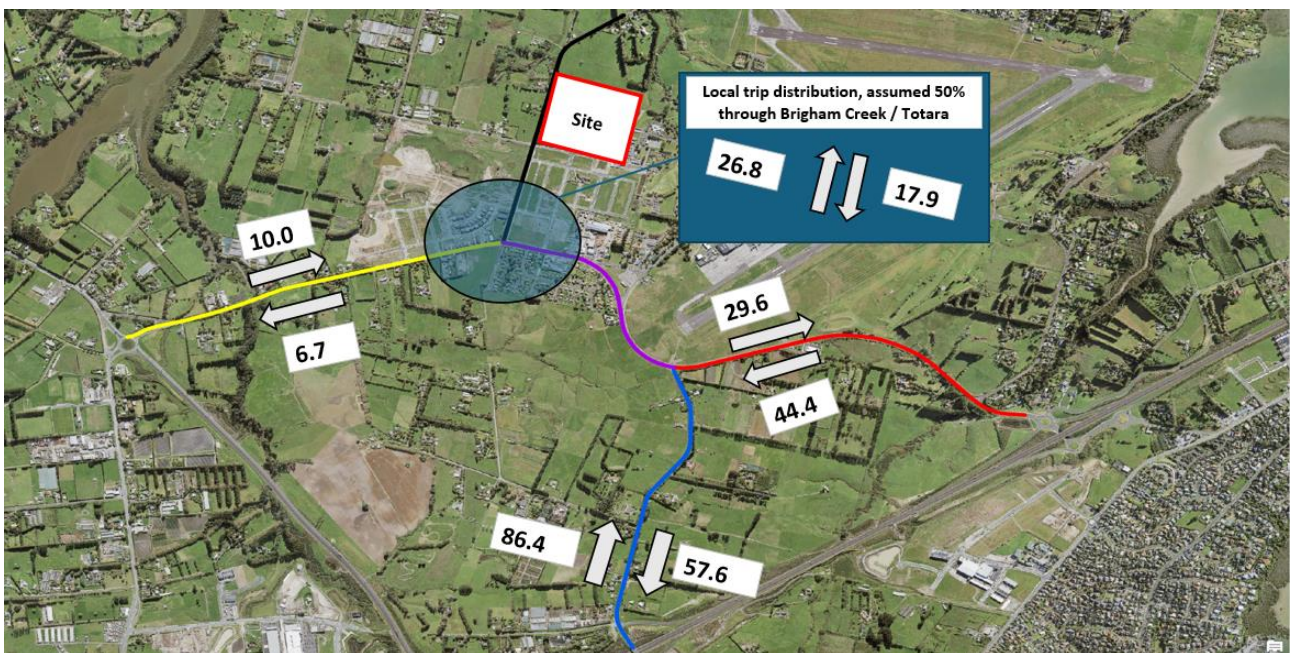 Site
Local trip distribution, assumed 50%
through Brigham Creek / Totara
26.8
17.9
10.0
6.7
29.6
44.4
86.4
57.6